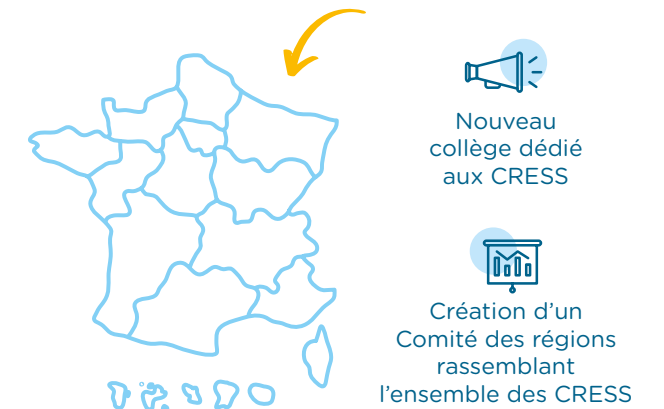 Nouveau
collège dédié
aux CRESS
Création d’un
Comité des régions
rassemblant
l’ensemble des CRESS